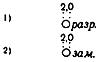 2,0
1) разр.
2,0
2) зам.